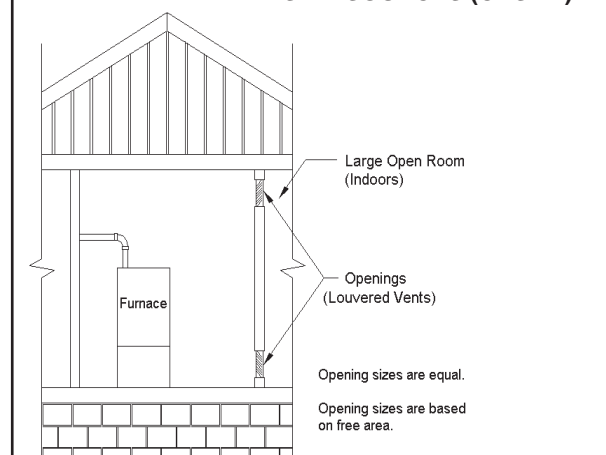 Large Open Room
(Indoors)
Furnace
Openings
(Louvered Vents)
Opening sizes are equal.
Opening sizes are based
on free area.